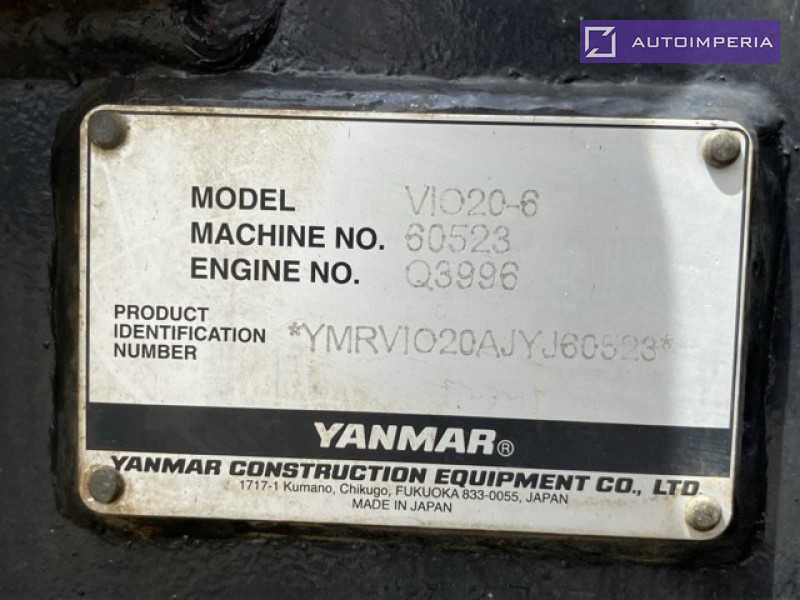 AUTOIMPERIA
MODEL VIO20-6
MACHINE NO. 60523
ENGINE NO. Q3996
PRODUCT
IDENTIFICATION
NUMBER *YMRVIO20AJYJ60523*
YANMAR®
YANMAR CONSTRUCTION EQUIPMENT CO., LTD.
1717-1 Kumano, Chikugo, FUKUOKA 833-0055, JAPAN
MADE IN JAPAN